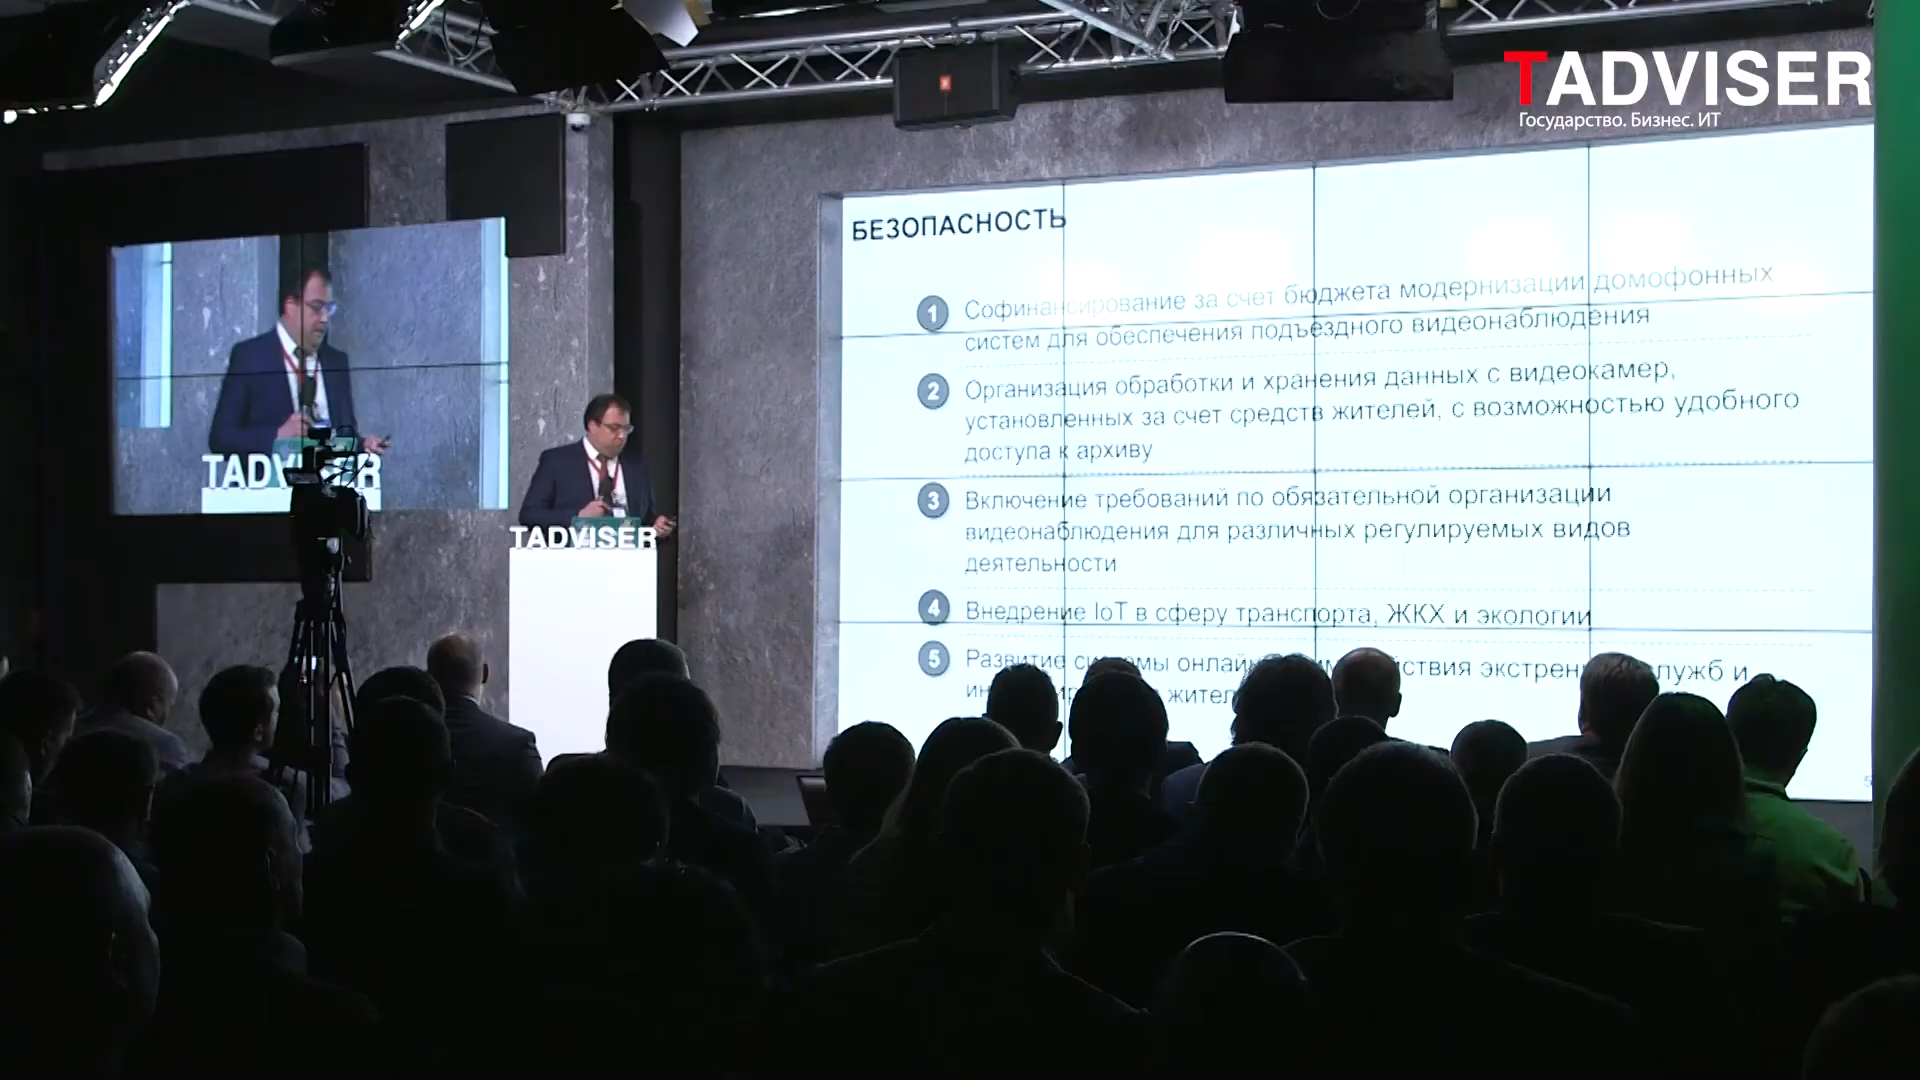 TADVISER
Государство. Бизнес. ИТ
БЕЗОПАСНОСТЬ
1 Софинансирование за счет бюджета модернизации домофонных
систем для обеспечения подъездного видеонаблюдения
2 Организация обработки и хранения данных с видеокамер,
установленных за счет средств жителей, с возможностью удобного
доступа к архиву
3 Включение требований по обязательной организации
видеонаблюдения для различных регулируемых видов
деятельности
4 Внедрение IoT в сферу транспорта, ЖКХ и экологии
5 Развитие системы онлайн экстренных служб и
TADVISER
TADVISER